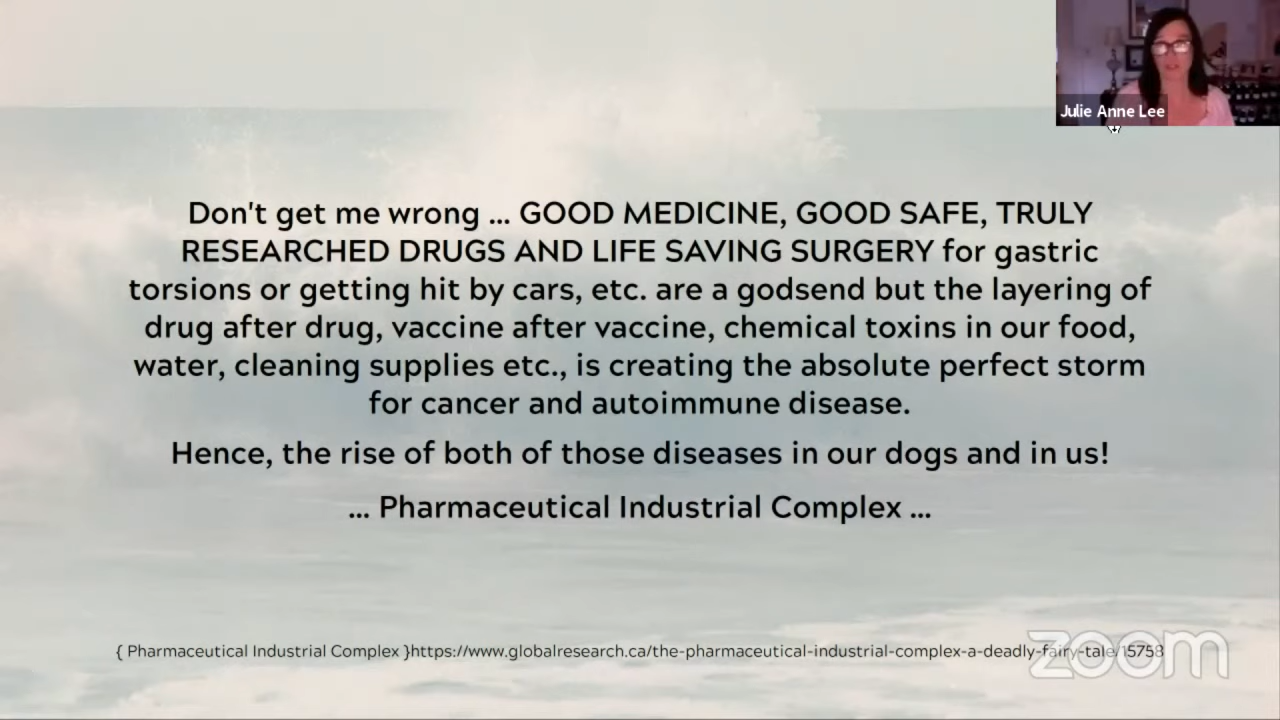 Julie Anne Lee
Don't get me wrong ... GOOD MEDICINE, GOOD SAFE, TRULY
RESEARCHED DRUGS AND LIFE SAVING SURGERY for gastric
torsions or getting hit by cars, etc. are a godsend but the layering of
drug after drug, vaccine after vaccine, chemical toxins in our food,
water, cleaning supplies etc., is creating the absolute perfect storm
for cancer and autoimmune disease.
Hence, the rise of both of those diseases in our dogs and in us!
... Pharmaceutical Industrial Complex ...
{ Pharmaceutical Industrial Complex }https://www.globalresearch.ca/the-pharmaceutical-industrial-complex-a-deadly-fairy-tale/15758
zoom